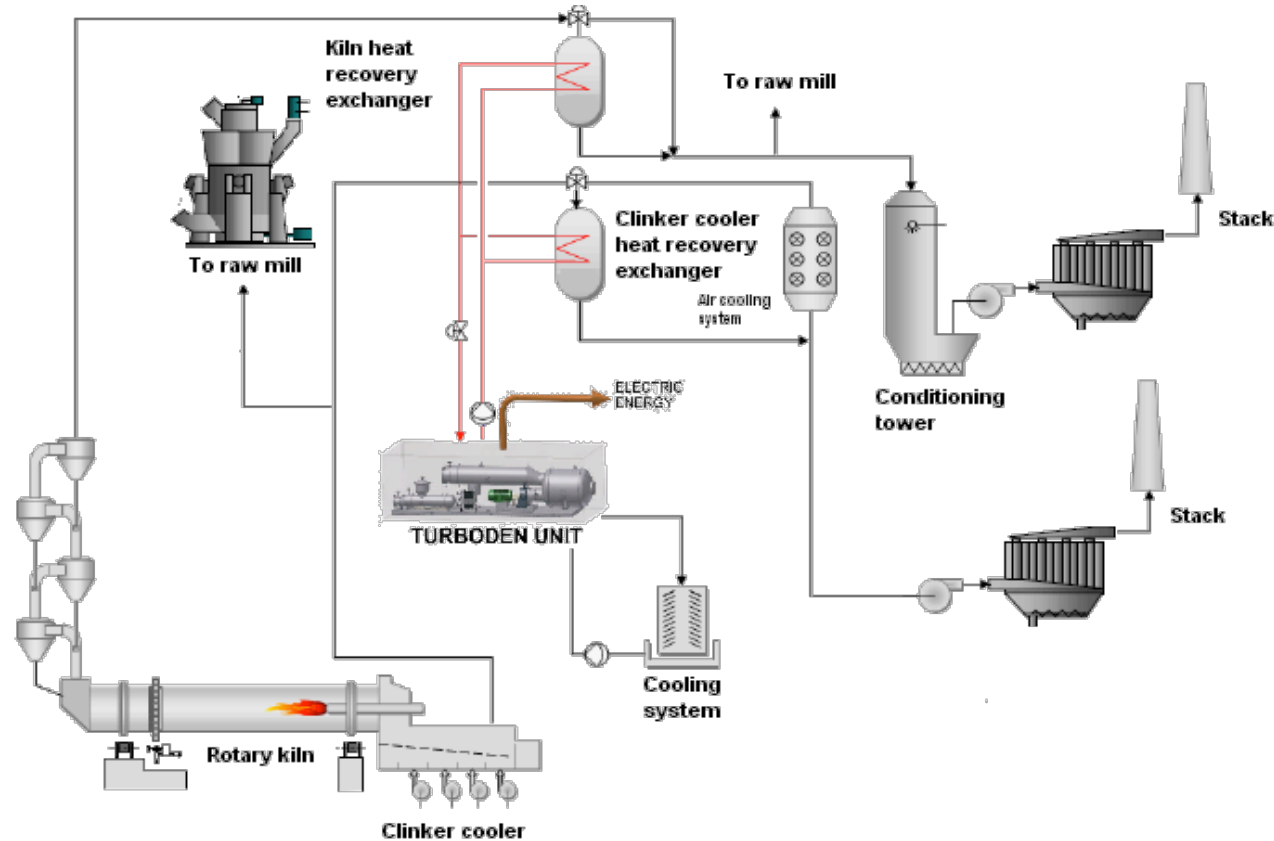 Kiln heat
recovery
exchanger
To raw mill
Stack
Clinker cooler
heat recovery
exchanger
To raw mill
Air cooling
system
ELECTRIC
ENERGY
Conditioning
tower
TURBODEN UNIT
Stack
Cooling
system
Rotary kiln
Clinker cooler